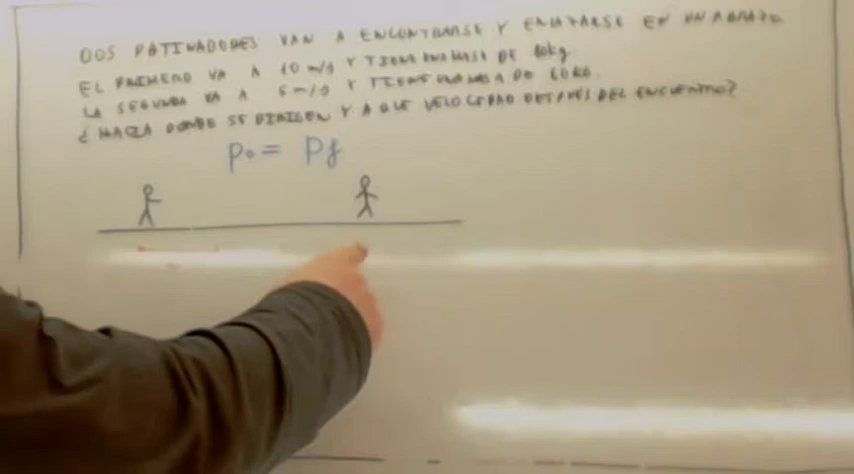 DOS PATINADORES VAN A ENCONTRARSE Y ENLAZARSE EN UN ABRAZO
EL PRIMERO VA A 10 m/s Y TIENE UNA MASA DE kg
LA SEGUNDA VA A 5 m/s Y TIENE UNA MASA DE
¿ HACIA DONDE SE DIRIGEN Y A QUE VELOCIDAD DESPUES DEL ENCUENTRO?
Po = Pf